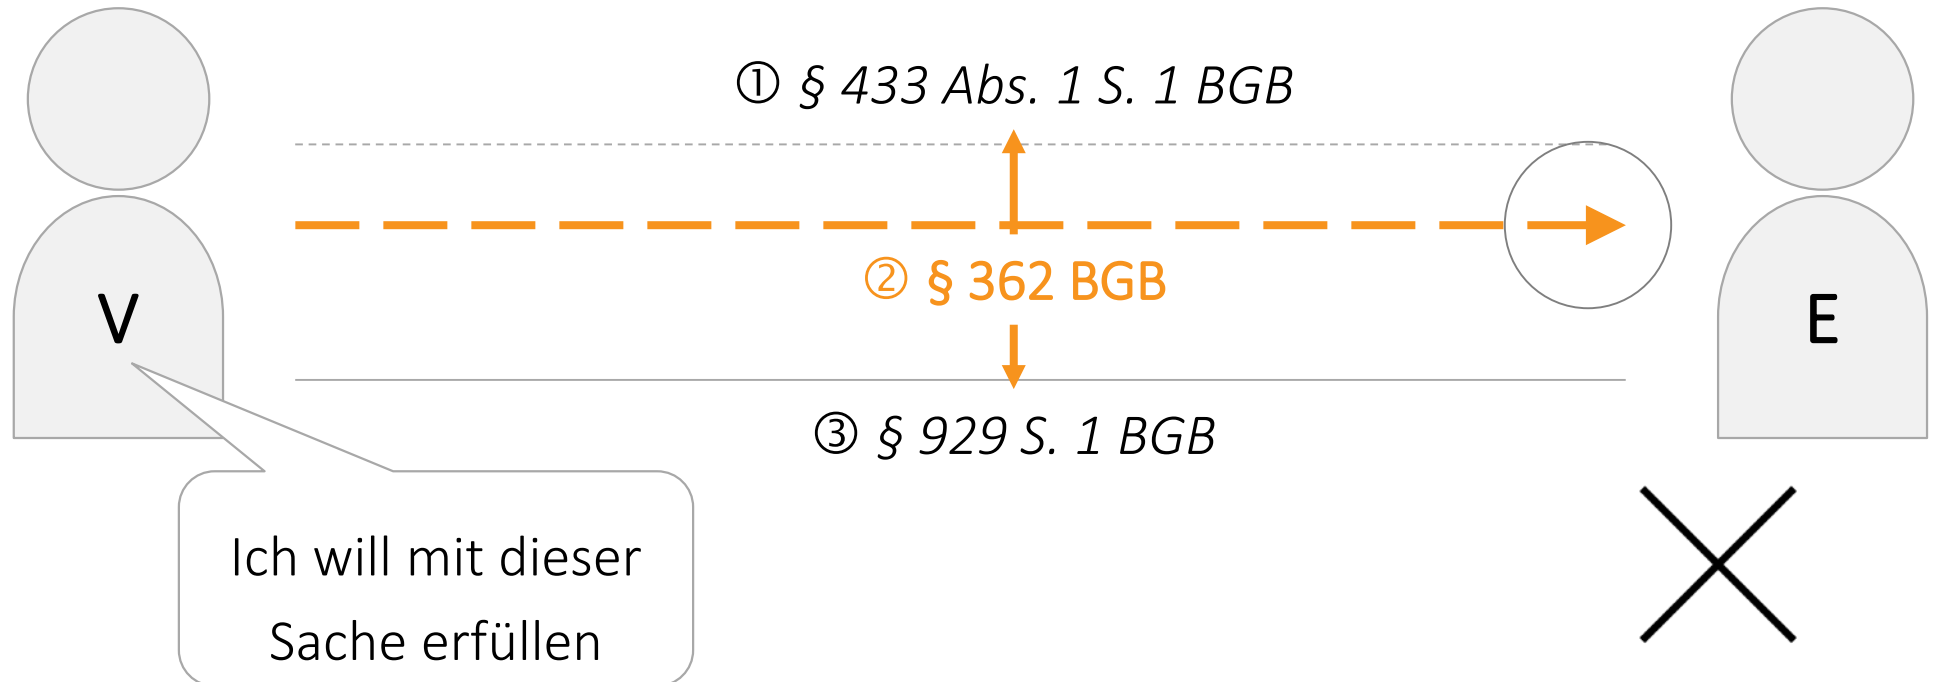 ① § 433 Abs. 1 S. 1 BGB
② § 362 BGB
V
E
③ § 929 S. 1 BGB
Ich will mit dieser
Sache erfüllen